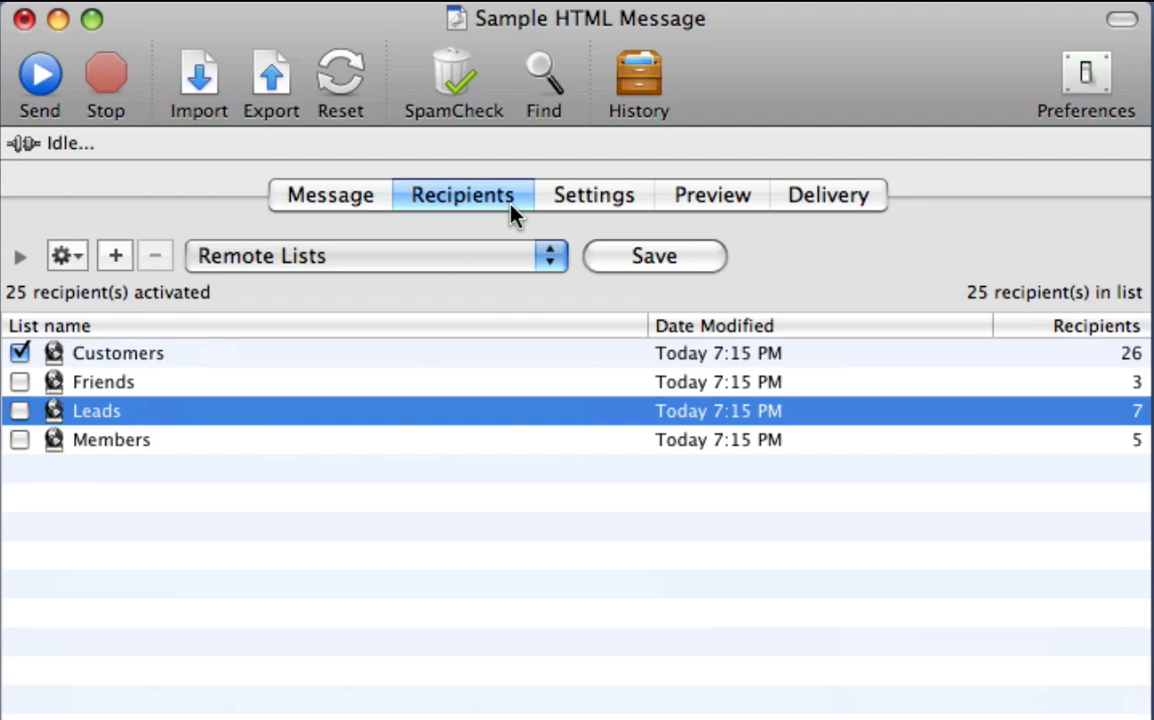 Sample HTML Message
Send Stop Import Export Reset SpamCheck Find History Preferences
Idle...
Message Recipients Settings Preview Delivery
Remote Lists Save
25 recipient(s) activated 25 recipient(s) in list
List name Date Modified Recipients
Customers Today 7:15 PM 26
Friends Today 7:15 PM 3
Leads Today 7:15 PM 7
Members Today 7:15 PM 5